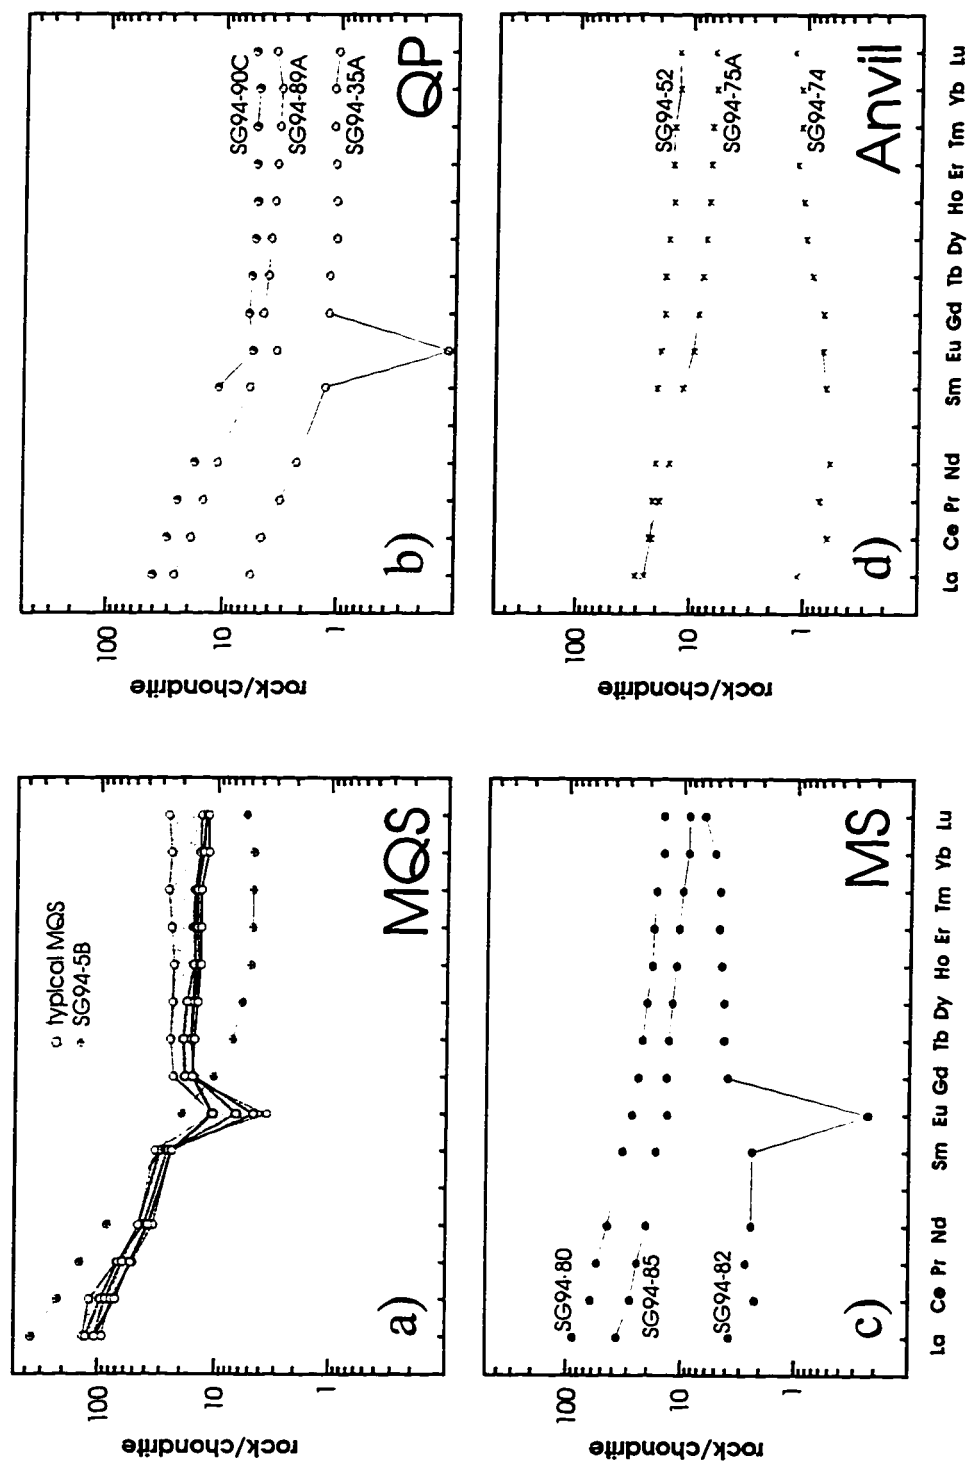 a)
MQS
typical MQS
SG94-5B
rock/chondrite
100
10
1
b)
QP
SG94-90C
SG94-89A
SG94-35A
rock/chondrite
100
10
1
c)
MS
SG94-80
SG94-85
SG94-82
rock/chondrite
100
10
1
La Ce Pr Nd Sm Eu Gd Tb Dy Ho Er Tm Yb Lu
d)
Anvil
SG94-52
SG94-75A
SG94-74
rock/chondrite
100
10
1
La Ce Pr Nd Sm Eu Gd Tb Dy Ho Er Tm Yb Lu